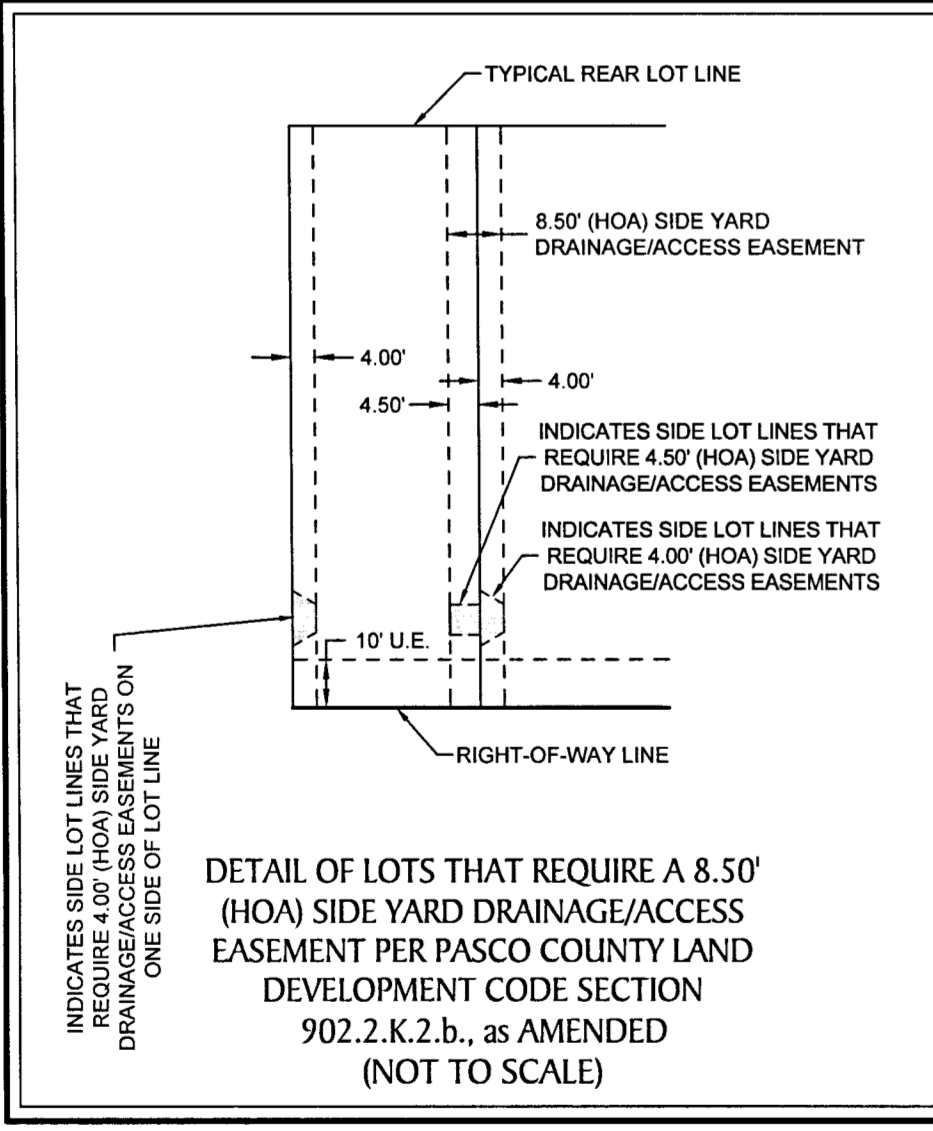 TYPICAL REAR LOT LINE
8.50' (HOA) SIDE YARD
DRAINAGE/ACCESS EASEMENT
4.00'
4.00'
4.50'
INDICATES SIDE LOT LINES THAT
REQUIRE 4.50' (HOA) SIDE YARD
DRAINAGE/ACCESS EASEMENTS
INDICATES SIDE LOT LINES THAT
REQUIRE 4.00' (HOA) SIDE YARD
DRAINAGE/ACCESS EASEMENTS
10' U.E.
RIGHT-OF-WAY LINE
INDICATES SIDE LOT LINES THAT
REQUIRE 4.00' (HOA) SIDE YARD
DRAINAGE/ACCESS EASEMENTS ON
ONE SIDE OF LOT LINE
DETAIL OF LOTS THAT REQUIRE A 8.50'
(HOA) SIDE YARD DRAINAGE/ACCESS
EASEMENT PER PASCO COUNTY LAND
DEVELOPMENT CODE SECTION
902.2.K.2.b., as AMENDED
(NOT TO SCALE)